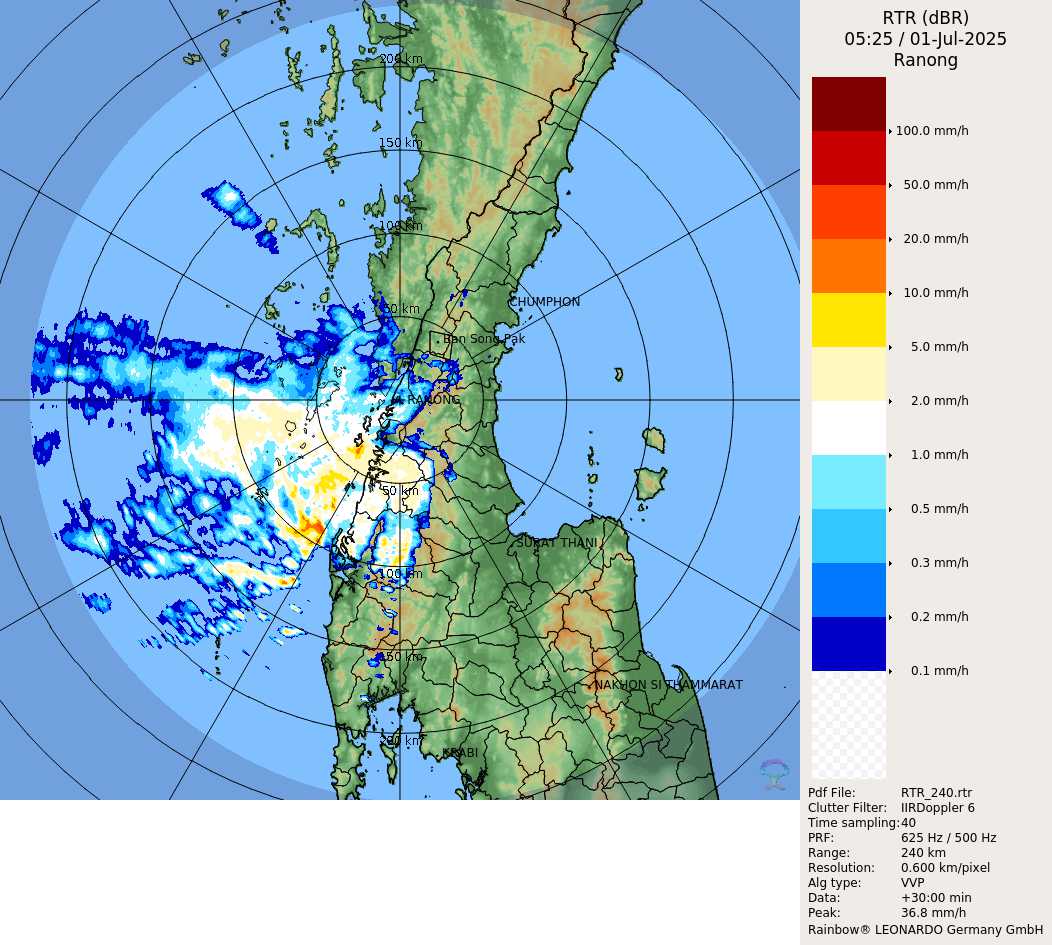 RTR (dBR)
05:25 / 01-Jul-2025
Ranong
200 km
150 km
100 km
50 km
CHUMPHON
Ban Song Pak
RANONG
50 km
SURAT THANI
100 km
150 km
NAKHON SI THAMMARAT
200 km
KRABI
100.0 mm/h
50.0 mm/h
20.0 mm/h
10.0 mm/h
5.0 mm/h
2.0 mm/h
1.0 mm/h
0.5 mm/h
0.3 mm/h
0.2 mm/h
0.1 mm/h
Pdf File: RTR_240.rtr
Clutter Filter: IIRDoppler 6
Time sampling:40
PRF: 625 Hz / 500 Hz
Range: 240 km
Resolution: 0.600 km/pixel
Alg type: VVP
Data: +30:00 min
Peak: 36.8 mm/h
Rainbow® LEONARDO Germany GmbH